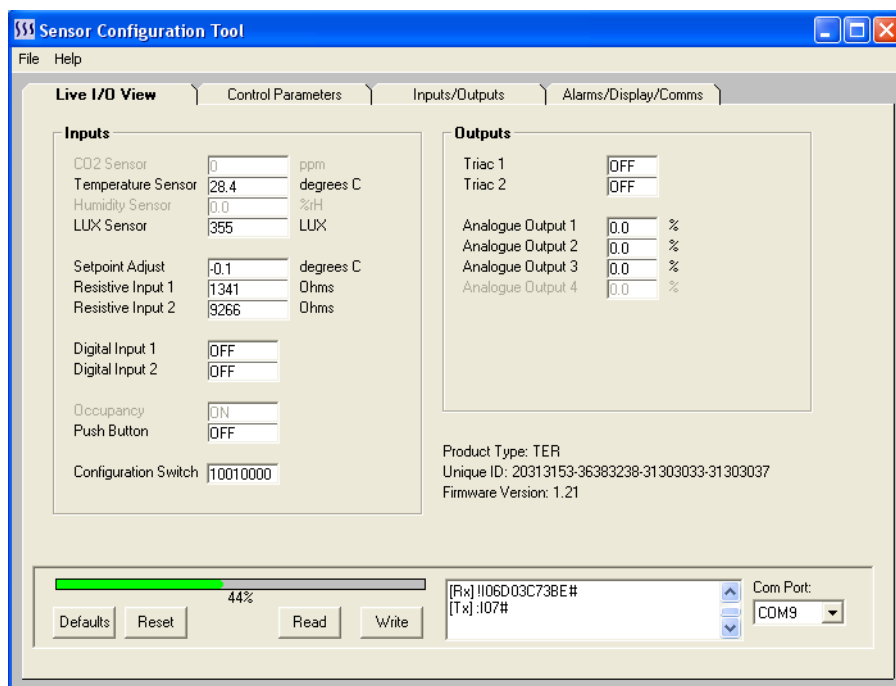 SSS Sensor Configuration Tool
File Help
Live I/O View Control Parameters Inputs/Outputs Alarms/Display/Comms
Inputs
CO2 Sensor 0 ppm
Temperature Sensor 28.4 degrees C
Humidity Sensor 0.0 %rH
LUX Sensor 355 LUX
Setpoint Adjust -0.1 degrees C
Resistive Input 1 1341 Ohms
Resistive Input 2 9266 Ohms
Digital Input 1 OFF
Digital Input 2 OFF
Occupancy ON
Push Button OFF
Configuration Switch 10010000
Outputs
Triac 1 OFF
Triac 2 OFF
Analogue Output 1 0.0 %
Analogue Output 2 0.0 %
Analogue Output 3 0.0 %
Analogue Output 4 0.0 %
Product Type: TER
Unique ID: 20313153-36383238-31303033-31303037
Firmware Version: 1.21
44%
Defaults Reset Read Write
[Rx] !I06D03C73BE#
[Tx] :I07#
Com Port:
COM9